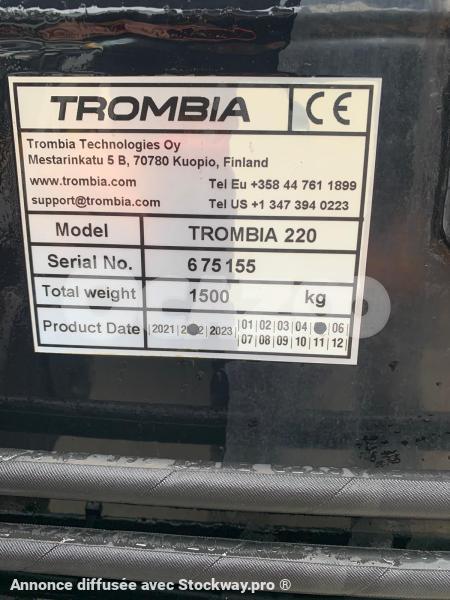 TROMBIA CE
Trombia Technologies Oy
Mestarinkatu 5 B, 70780 Kuopio, Finland
www.trombia.com Tel Eu +358 44 761 1899
support@trombia.com Tel US +1 347 394 0223
Model TROMBIA 220
Serial No. 675155
Total weight 1500 kg
Product Date |2021| 2 2| 2023| |01|02|03|04| |06
|07|08|09|10|11|12
Annonce diffusée avec Stockway.pro ®